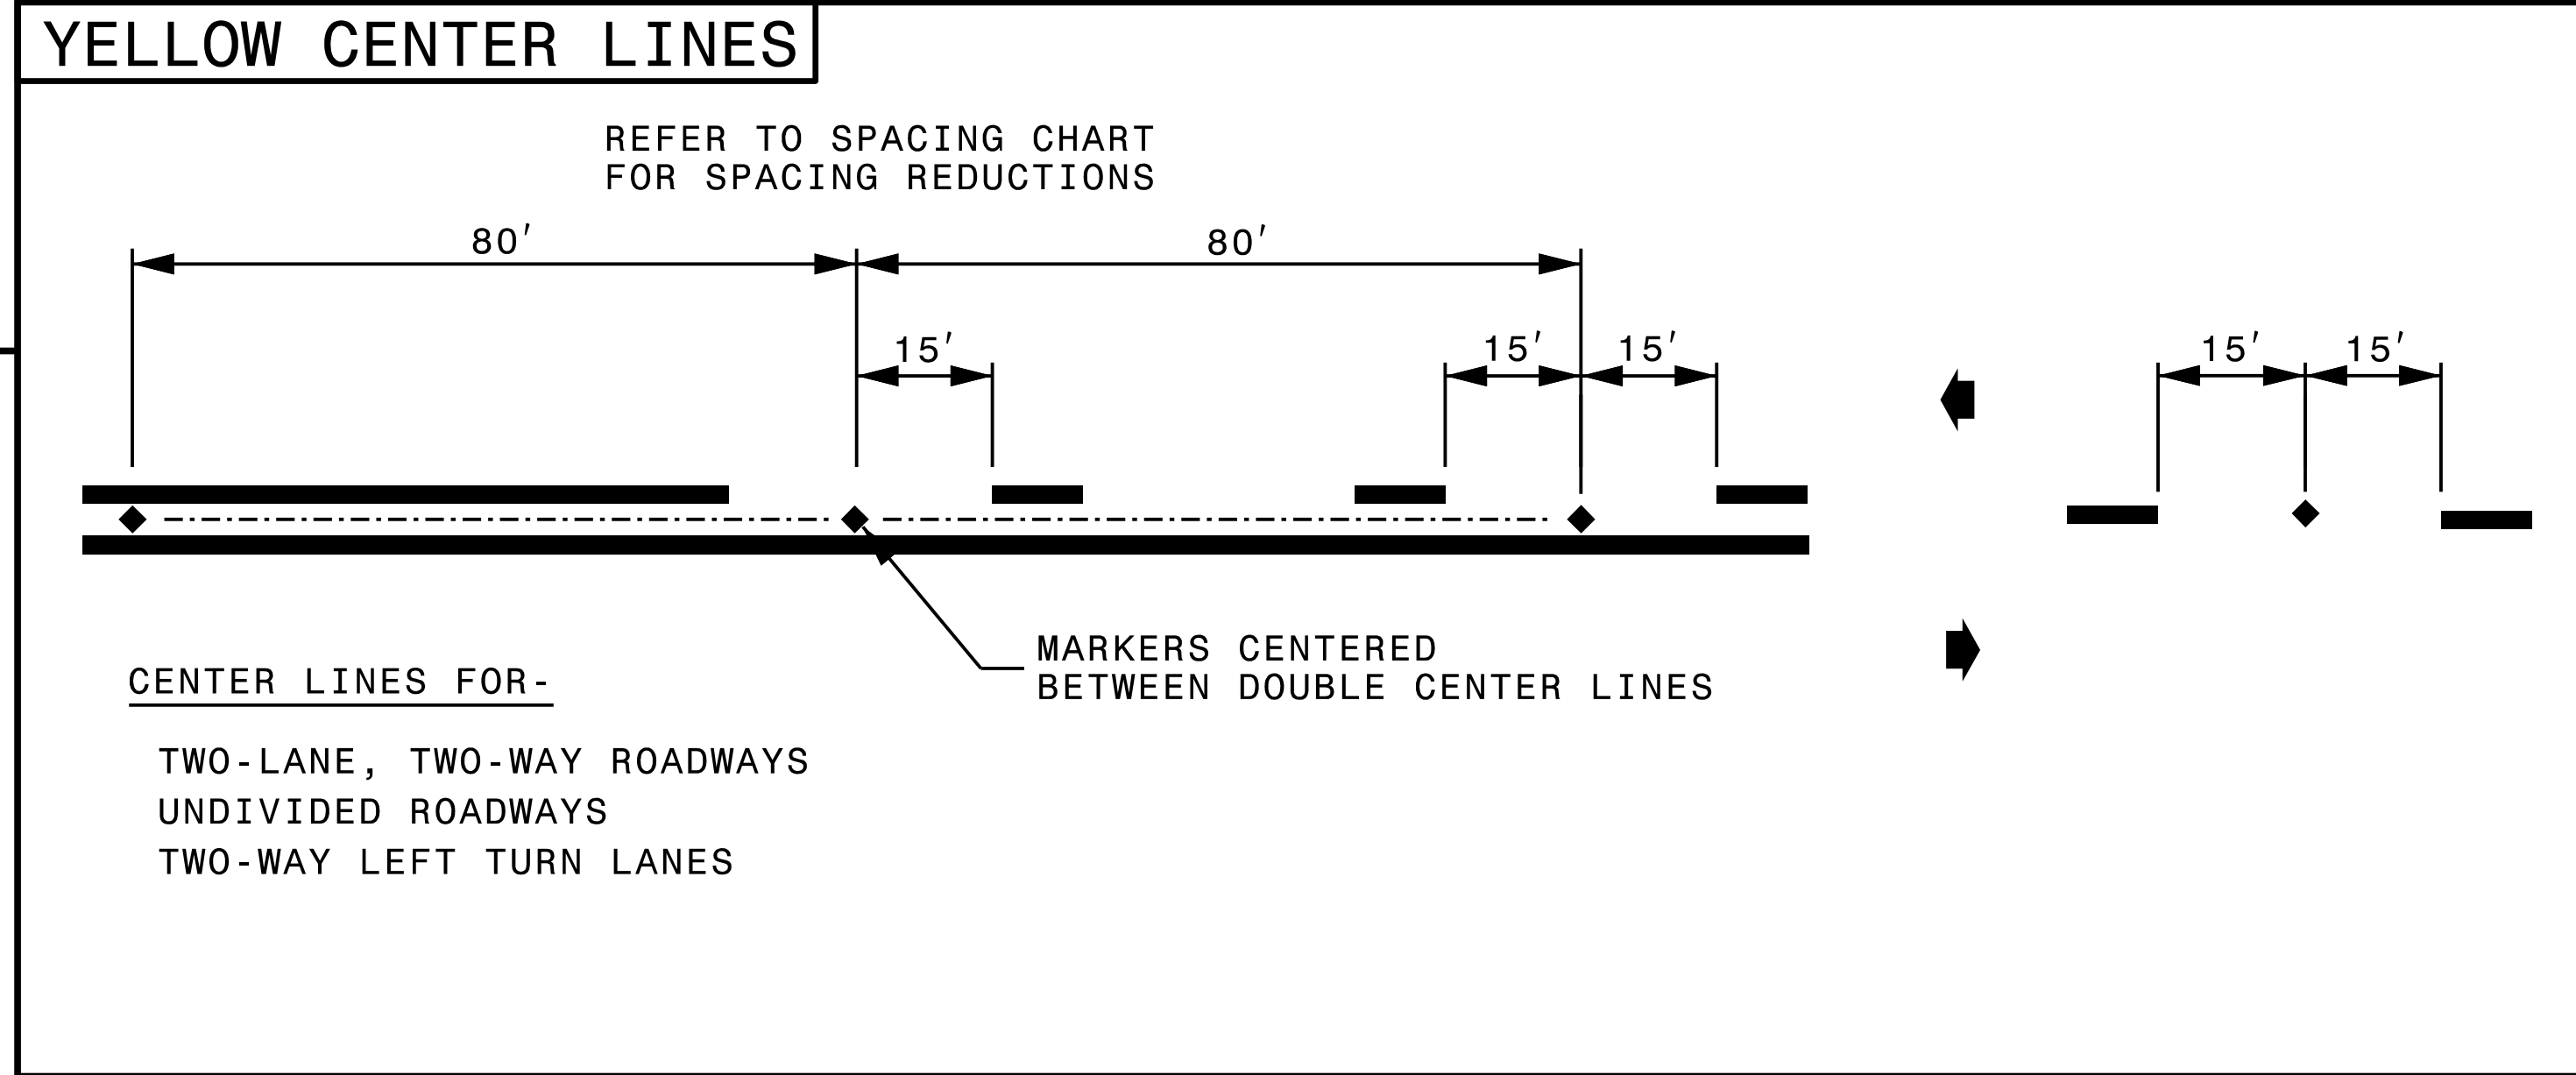 YELLOW CENTER LINES
REFER TO SPACING CHART
FOR SPACING REDUCTIONS
80' 80'
15' 15' 15' 15' 15'
MARKERS CENTERED
BETWEEN DOUBLE CENTER LINES
CENTER LINES FOR-
TWO-LANE, TWO-WAY ROADWAYS
UNDIVIDED ROADWAYS
TWO-WAY LEFT TURN LANES